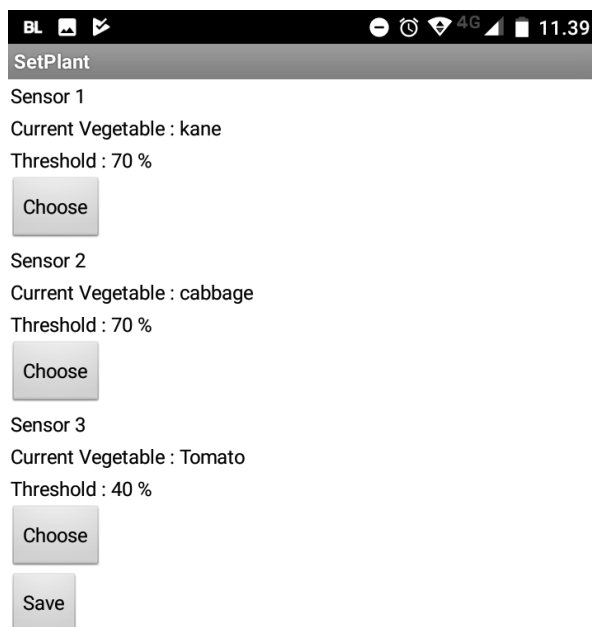 BL 4G 11.39
SetPlant
Sensor 1
Current Vegetable : kane
Threshold : 70 %
Choose
Sensor 2
Current Vegetable : cabbage
Threshold : 70 %
Choose
Sensor 3
Current Vegetable : Tomato
Threshold : 40 %
Choose
Save